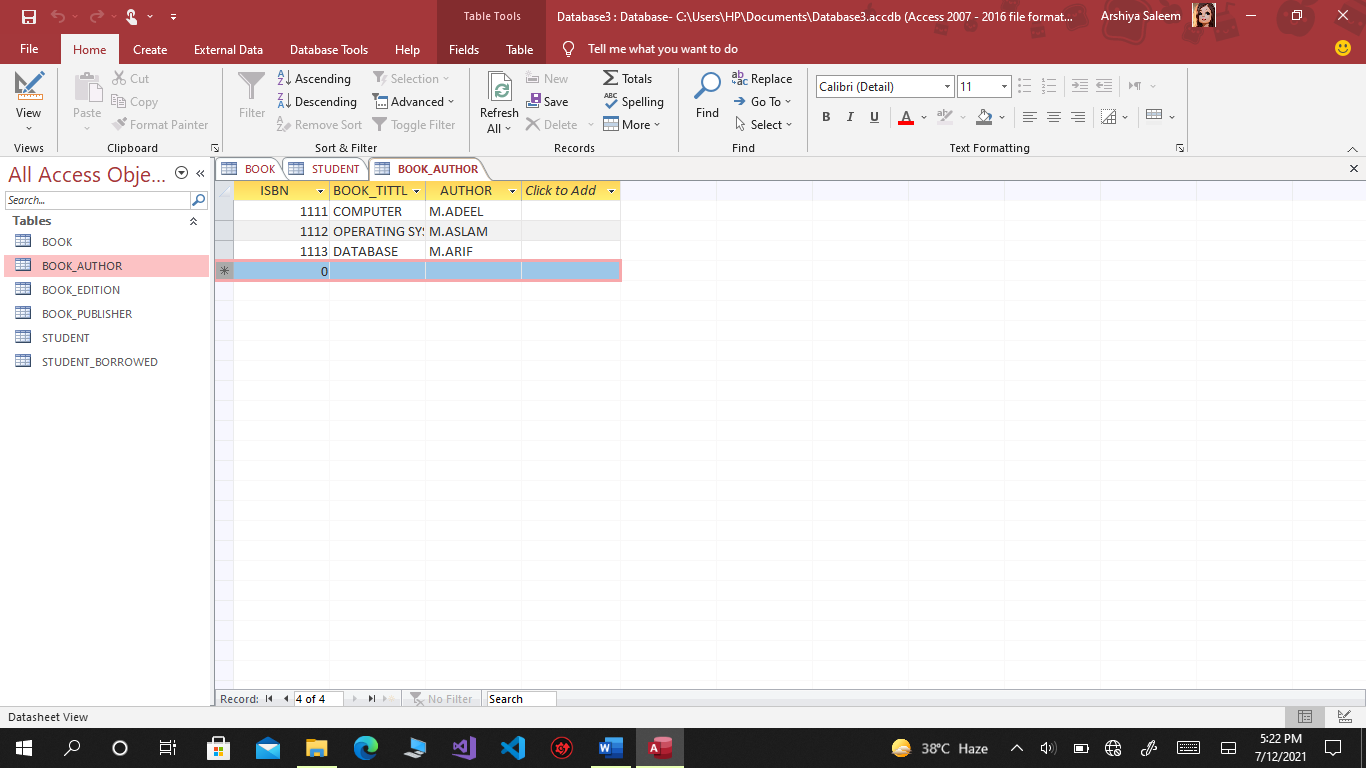 Table Tools
Database3 : Database- C:\Users\HP\Documents\Database3.accdb (Access 2007 - 2016 file format...
Arshiya Saleem
File Home Create External Data Database Tools Help Fields Table Tell me what you want to do
View
Views
Paste
Cut
Copy
Format Painter
Clipboard
Filter
Ascending
Descending
Remove Sort
Selection
Advanced
Toggle Filter
Sort & Filter
Refresh
All
New
Save
Delete
Totals
Spelling
More
Records
Find
Replace
Go To
Select
Find
Calibri (Detail) 11
B I U A
Text Formatting
All Access Obje...
Search...
Tables
BOOK
BOOK_AUTHOR
BOOK_EDITION
BOOK_PUBLISHER
STUDENT
STUDENT_BORROWED
BOOK STUDENT BOOK_AUTHOR
ISBN BOOK_TITTL AUTHOR Click to Add
1111 COMPUTER M.ADEEL
1112 OPERATING SYS M.ASLAM
1113 DATABASE M.ARIF
0
Record: 4 of 4 No Filter Search
Datasheet View
38°C Haze
5:22 PM
7/12/2021